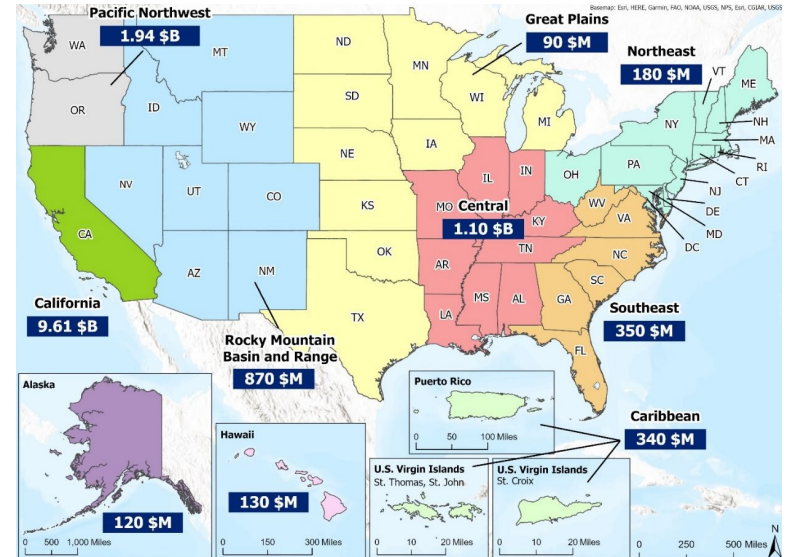 Basemap: Esri, HERE, Garmin, FAO, NOAA, USGS, NPS, Esri, CGIAR, USGS
Pacific Northwest
1.94 $B
Great Plains
90 $M
Northeast
180 $M
WA
OR
MT
ID
WY
NV
UT
CO
AZ
NM
ND
SD
NE
KS
OK
TX
MN
WI
IA
MI
IL
IN
OH
MO
Central
1.10 $B
KY
TN
AR
LA
MS
AL
WV
VA
NC
SC
GA
FL
PA
NY
VT
ME
NH
MA
RI
CT
NJ
DE
MD
DC
CA
California
9.61 $B
Rocky Mountain
Basin and Range
870 $M
Southeast
350 $M
Alaska
120 $M
0 500 1,000 Miles
Hawaii
130 $M
0 150 300 Miles
Puerto Rico
0 50 100 Miles
Caribbean
340 $M
U.S. Virgin Islands
St. Thomas, St. John
0 10 20 Miles
U.S. Virgin Islands
St. Croix
0 10 20 Miles
N
0 250 500 Miles